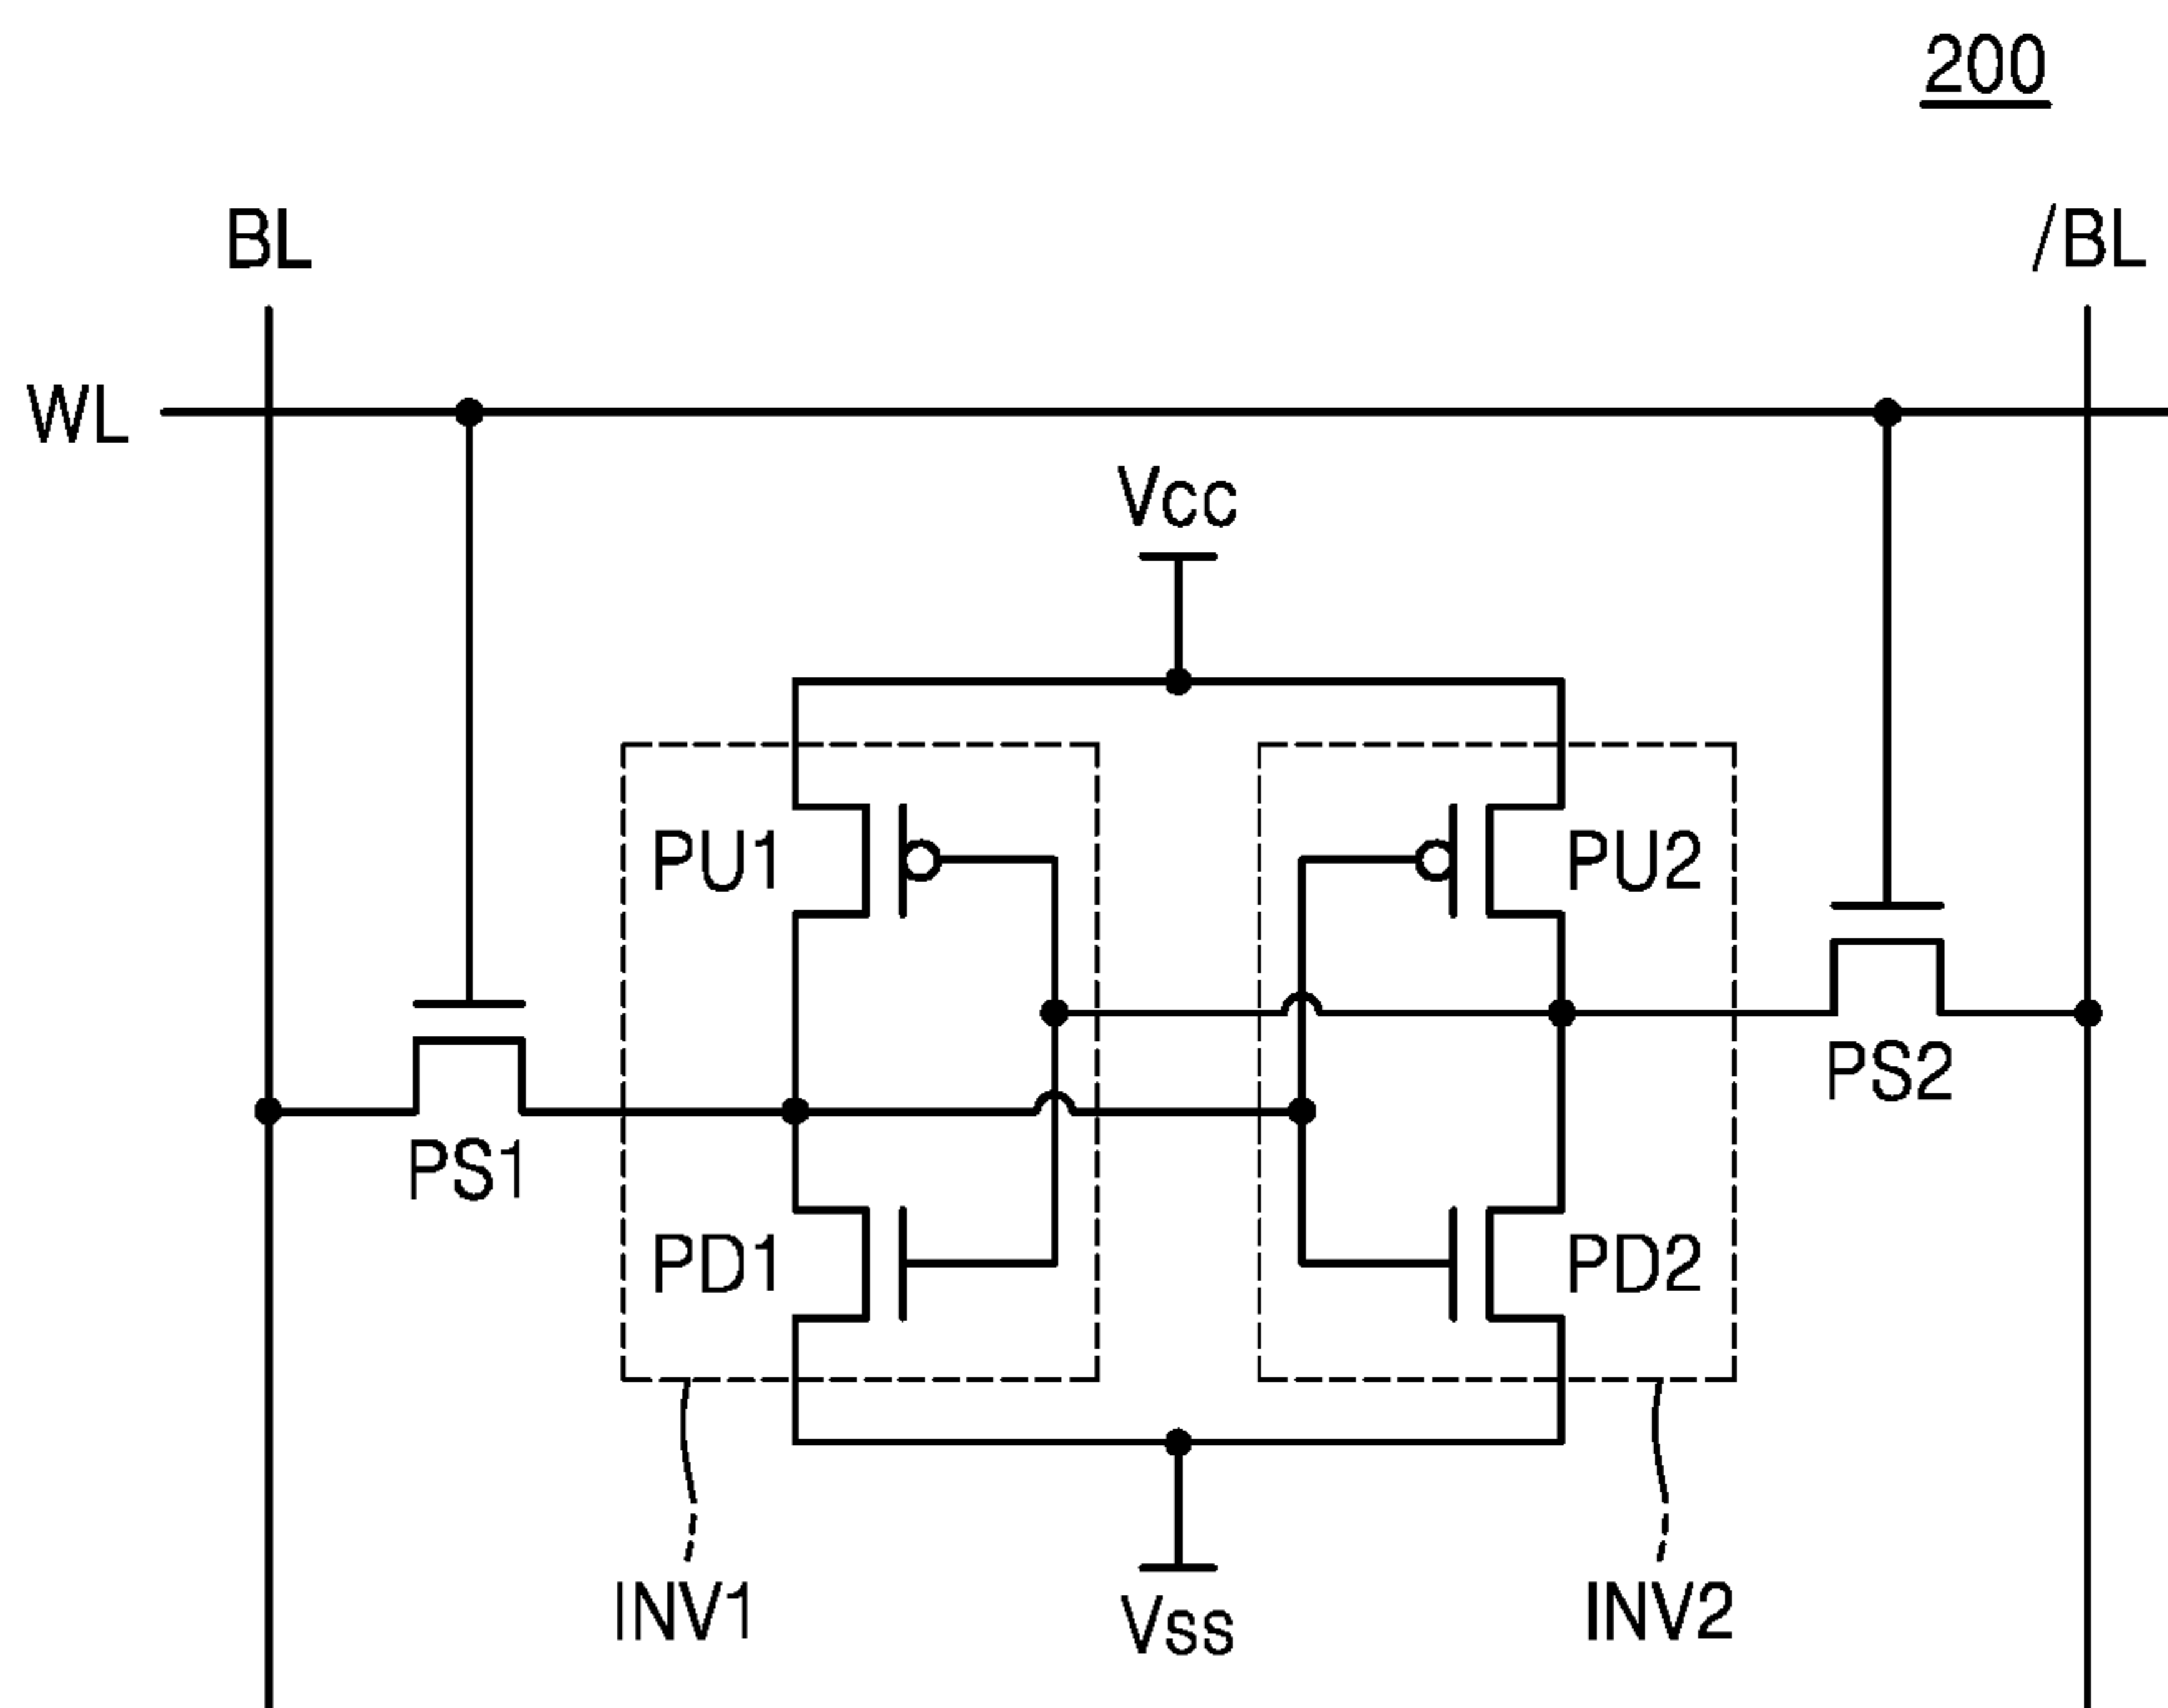 200
BL
/BL
WL
Vcc
PU1
PU2
PS2
PS1
PD1
PD2
INV1
Vss
INV2